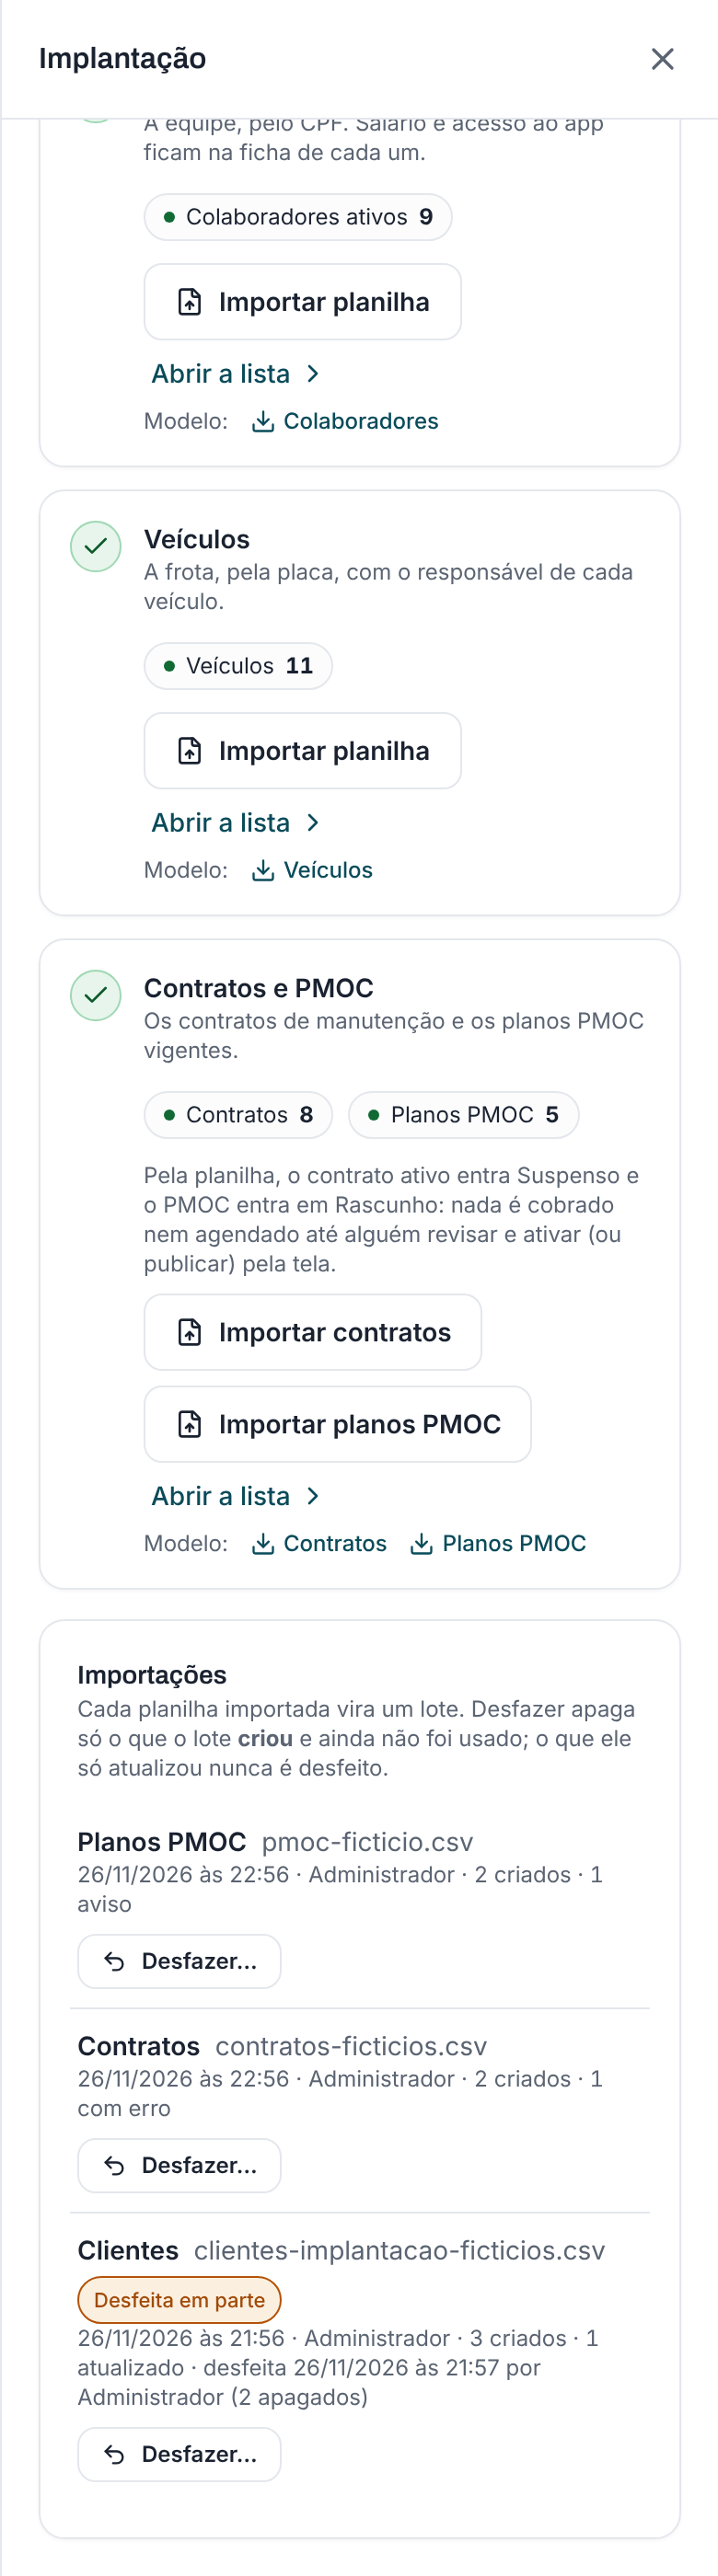 Implantação
A equipe, pelo CPF. Salário e acesso ao app
ficam na ficha de cada um.
Colaboradores ativos 9
Importar planilha
Abrir a lista
Modelo: Colaboradores
Veículos
A frota, pela placa, com o responsável de cada
veículo.
Veículos 11
Importar planilha
Abrir a lista
Modelo: Veículos
Contratos e PMOC
Os contratos de manutenção e os planos PMOC
vigentes.
Contratos 8 Planos PMOC 5
Pela planilha, o contrato ativo entra Suspenso e
o PMOC entra em Rascunho: nada é cobrado
nem agendado até alguém revisar e ativar (ou
publicar) pela tela.
Importar contratos
Importar planos PMOC
Abrir a lista
Modelo: Contratos Planos PMOC
Importações
Cada planilha importada vira um lote. Desfazer apaga
só o que o lote criou e ainda não foi usado; o que ele
só atualizou nunca é desfeito.
Planos PMOC pmoc-ficticio.csv
26/11/2026 às 22:56 · Administrador · 2 criados · 1
aviso
Desfazer...
Contratos contratos-ficticios.csv
26/11/2026 às 22:56 · Administrador · 2 criados · 1
com erro
Desfazer...
Clientes clientes-implantacao-ficticios.csv
Desfeita em parte
26/11/2026 às 21:56 · Administrador · 3 criados · 1
atualizado · desfeita 26/11/2026 às 21:57 por
Administrador (2 apagados)
Desfazer...